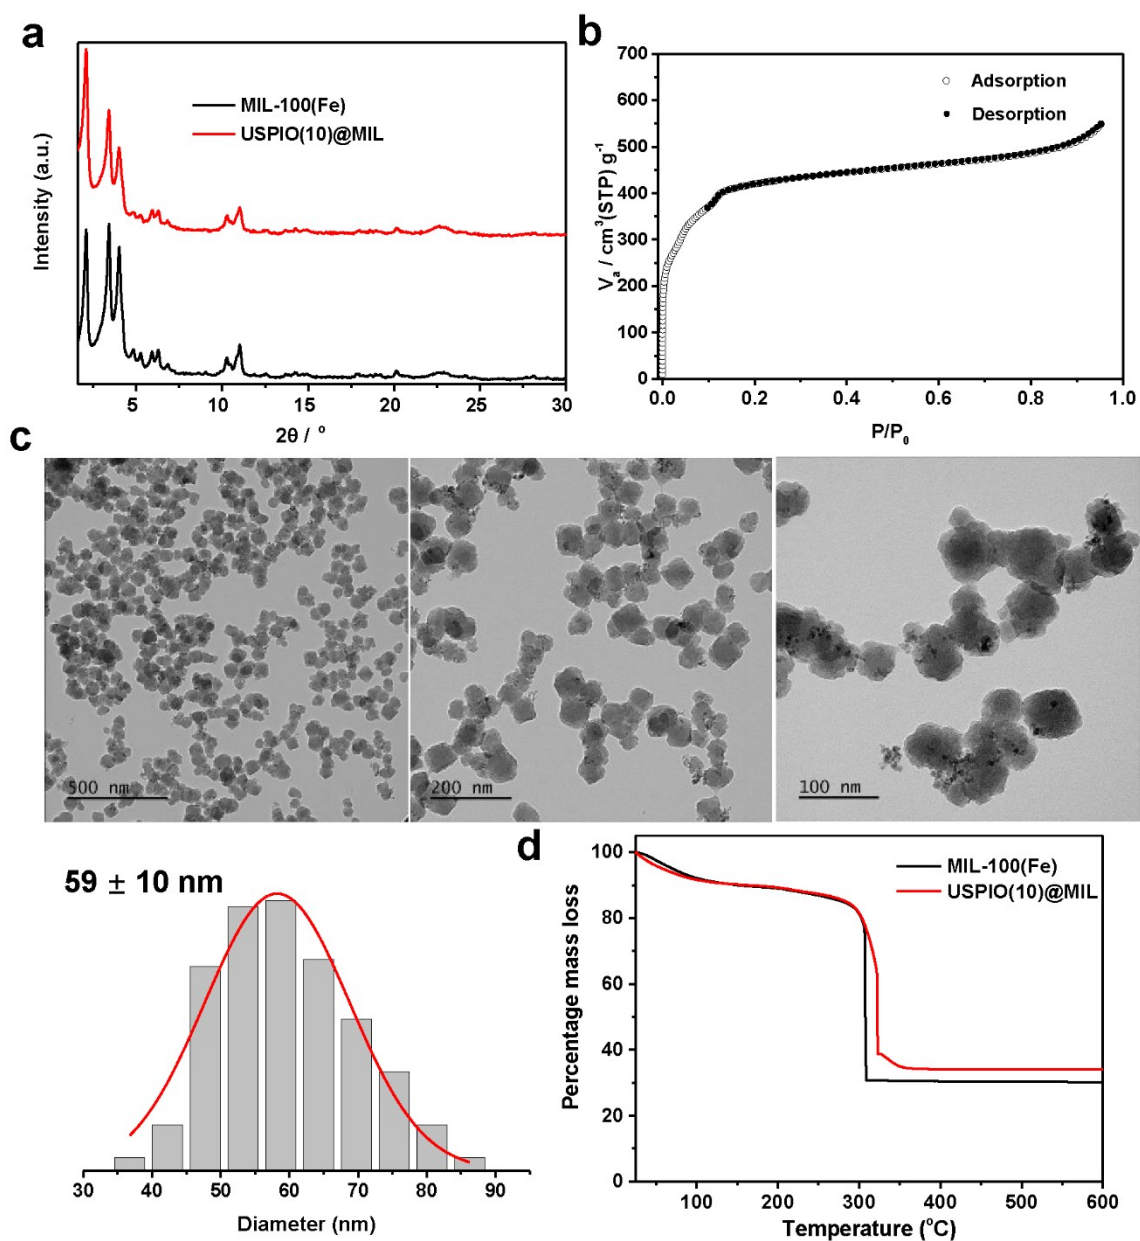 a
Intensity (a.u.)
MIL-100(Fe)
USPIO(10)@MIL
5 10 15 20 25 30
2θ / °
b
V_a / cm³(STP) g⁻¹
700
600
500
400
300
200
100
0
Adsorption
Desorption
0.0 0.2 0.4 0.6 0.8 1.0
P/P₀
c
500 nm
200 nm
100 nm
59 ± 10 nm
30 40 50 60 70 80 90
Diameter (nm)
d
Percentage mass loss
100
80
60
40
20
0
MIL-100(Fe)
USPIO(10)@MIL
100 200 300 400 500 600
Temperature (°C)